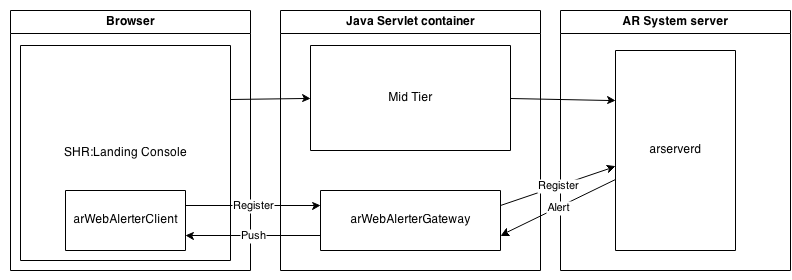 Browser
Java Servlet container
AR System server
Mid Tier
SHR:Landing Console
arserverd
arWebAlerterClient
Register
Push
arWebAlerterGateway
Register
Alert